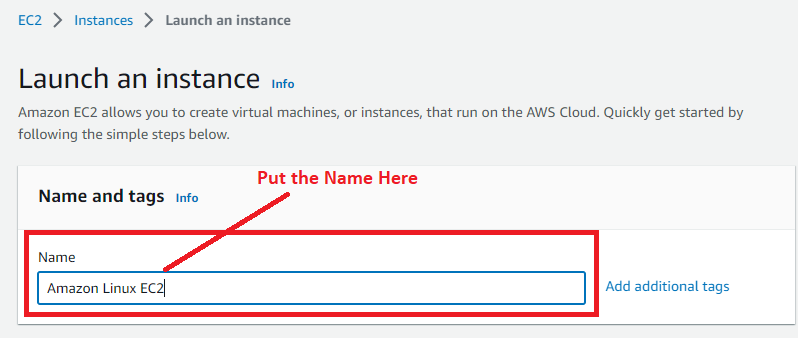 EC2 > Instances > Launch an instance
Launch an instance Info
Amazon EC2 allows you to create virtual machines, or instances, that run on the AWS Cloud. Quickly get started by
following the simple steps below.
Put the Name Here
Name and tags Info
Name
Amazon Linux EC2
Add additional tags